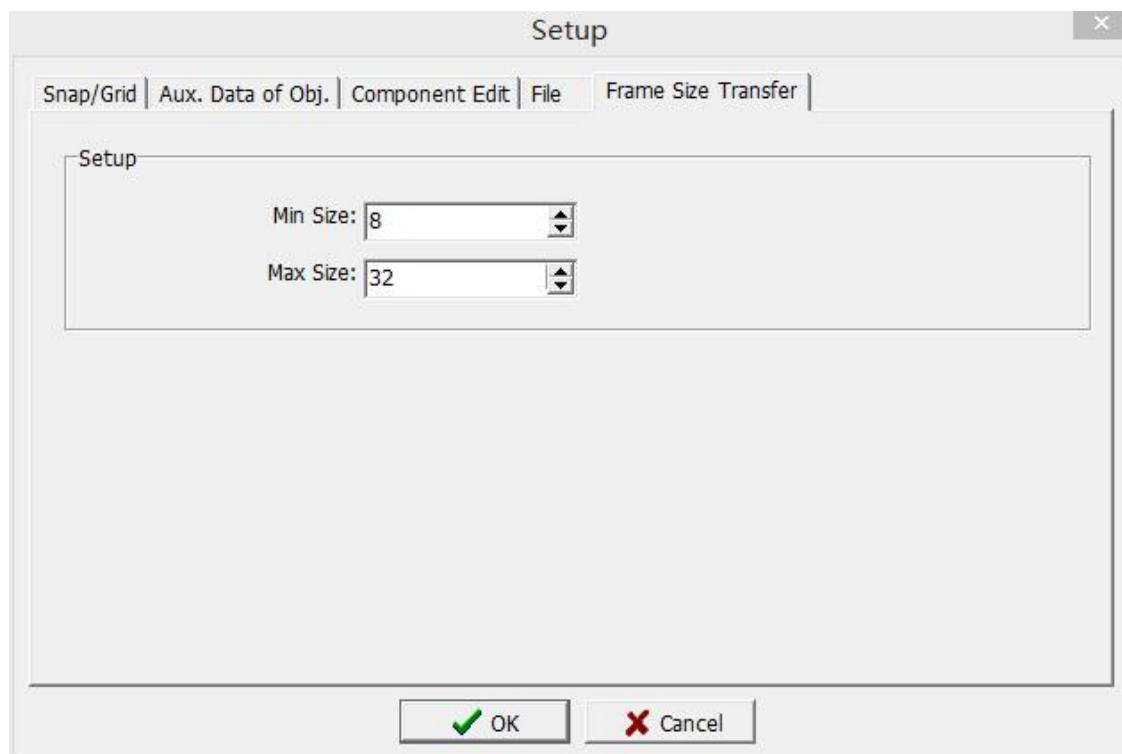 Setup
Snap/Grid Aux. Data of Obj. Component Edit File Frame Size Transfer
Setup
Min Size: 8
Max Size: 32
OK Cancel